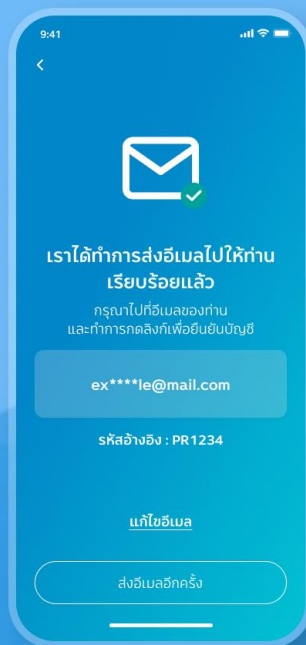 9:41
เราได้ทำการส่งอีเมลไปให้ท่าน
เรียบร้อยแล้ว
กรุณาไปที่อีเมลของท่าน
และทำการกดลิงก์เพื่อยืนยันบัญชี
ex****le@mail.com
รหัสอ้างอิง : PR1234
แก้ไขอีเมล
ส่งอีเมลอีกครั้ง